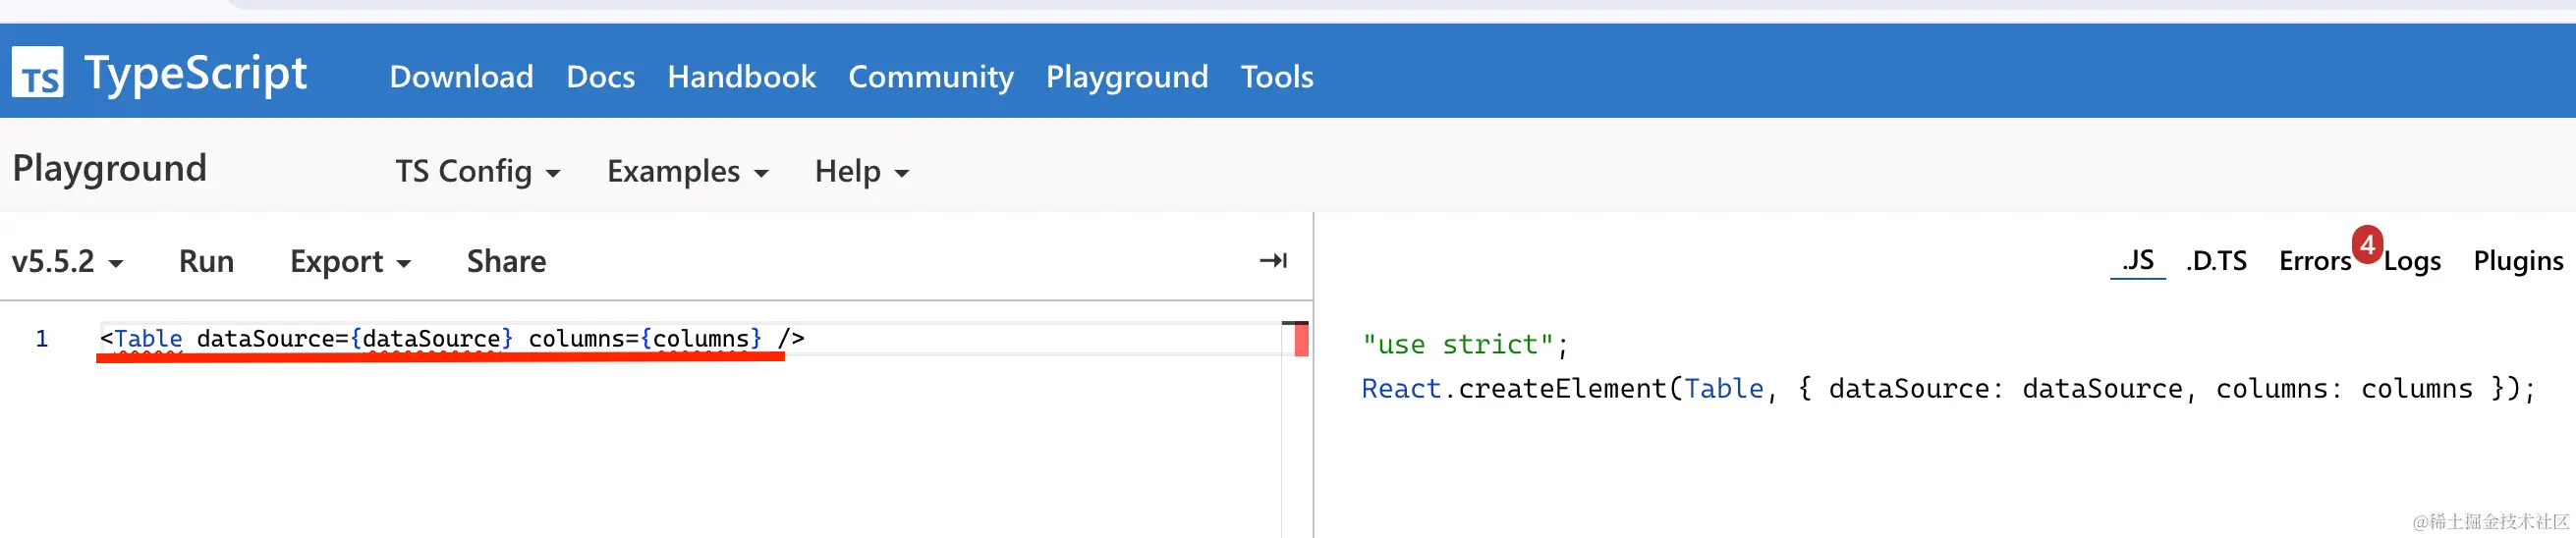 TS TypeScript Download Docs Handbook Community Playground Tools
Playground TS Config Examples Help
v5.5.2 Run Export Share
.JS .D.TS Errors 4 Logs Plugins
1 <Table dataSource={dataSource} columns={columns} />
"use strict";
React.createElement(Table, { dataSource: dataSource, columns: columns });
@稀土掘金技术社区